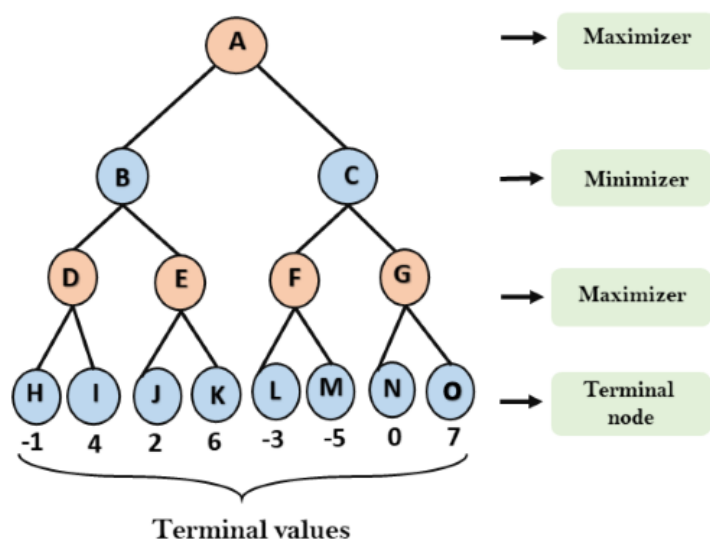 A
Maximizer
B
C
Minimizer
D
E
F
G
Maximizer
H
I
J
K
L
M
N
O
Terminal
node
-1
4
2
6
-3
-5
0
7
Terminal values